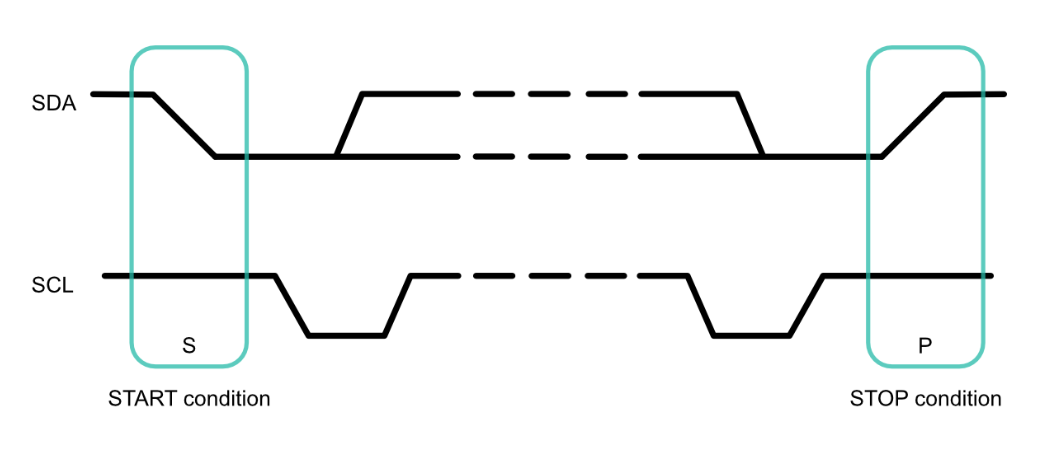 SDA
SCL
S
P
START condition
STOP condition